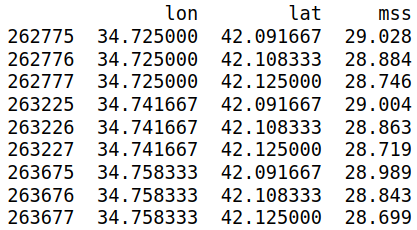 lon lat mss
262775 34.725000 42.091667 29.028
262776 34.725000 42.108333 28.884
262777 34.725000 42.125000 28.746
263225 34.741667 42.091667 29.004
263226 34.741667 42.108333 28.863
263227 34.741667 42.125000 28.719
263675 34.758333 42.091667 28.989
263676 34.758333 42.108333 28.843
263677 34.758333 42.125000 28.699